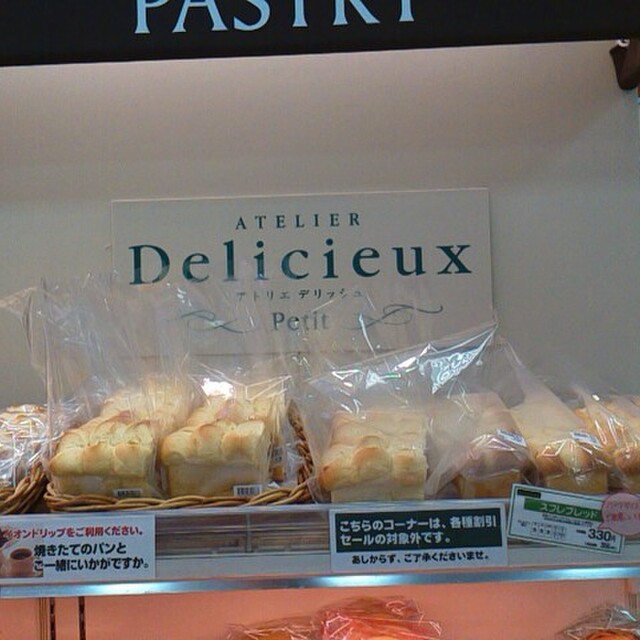 PASTRY
ATELIER
Delicieux
アトリエ デリッシュ
Petit
オンドリップをご利用ください。
焼きたてのパンと
ご一緒にいかがですか。
こちらのコーナーは、各種割引
セールの対象外です。
あしからず、ご了承くださいませ。
スフレブレッド
330